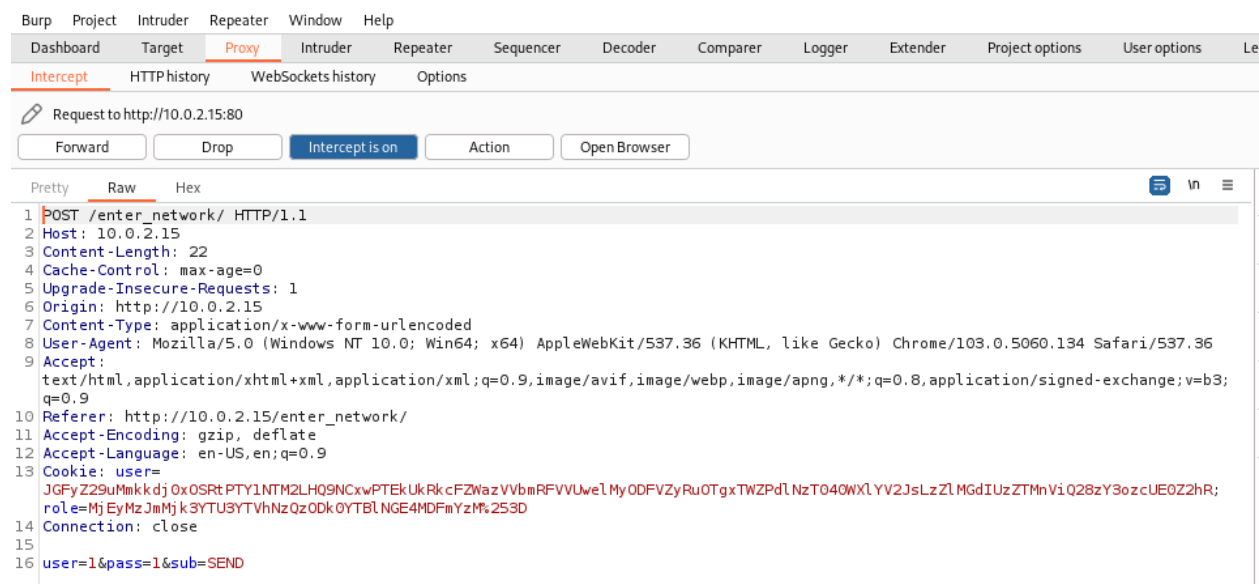 Burp Project Intruder Repeater Window Help
Dashboard Target Proxy Intruder Repeater Sequencer Decoder Comparer Logger Extender Project options User options Le
Intercept HTTP history WebSockets history Options
Request to http://10.0.2.15:80
Forward Drop Intercept is on Action Open Browser
Pretty Raw Hex \n
1 POST /enter_network/ HTTP/1.1
2 Host: 10.0.2.15
3 Content-Length: 22
4 Cache-Control: max-age=0
5 Upgrade-Insecure-Requests: 1
6 Origin: http://10.0.2.15
7 Content-Type: application/x-www-form-urlencoded
8 User-Agent: Mozilla/5.0 (Windows NT 10.0; Win64; x64) AppleWebKit/537.36 (KHTML, like Gecko) Chrome/103.0.5060.134 Safari/537.36
9 Accept:
text/html,application/xhtml+xml,application/xml;q=0.9,image/avif,image/webp,image/apng,*/*;q=0.8,application/signed-exchange;v=b3;
q=0.9
10 Referer: http://10.0.2.15/enter_network/
11 Accept-Encoding: gzip, deflate
12 Accept-Language: en-US,en;q=0.9
13 Cookie: user=
role=MjEyMzJmMjk3YTU3YTVhNzQzODk0YTBlNGE4MDFmYzM%253D
14 Connection: close
15
16 user=1&pass=1&sub=SEND